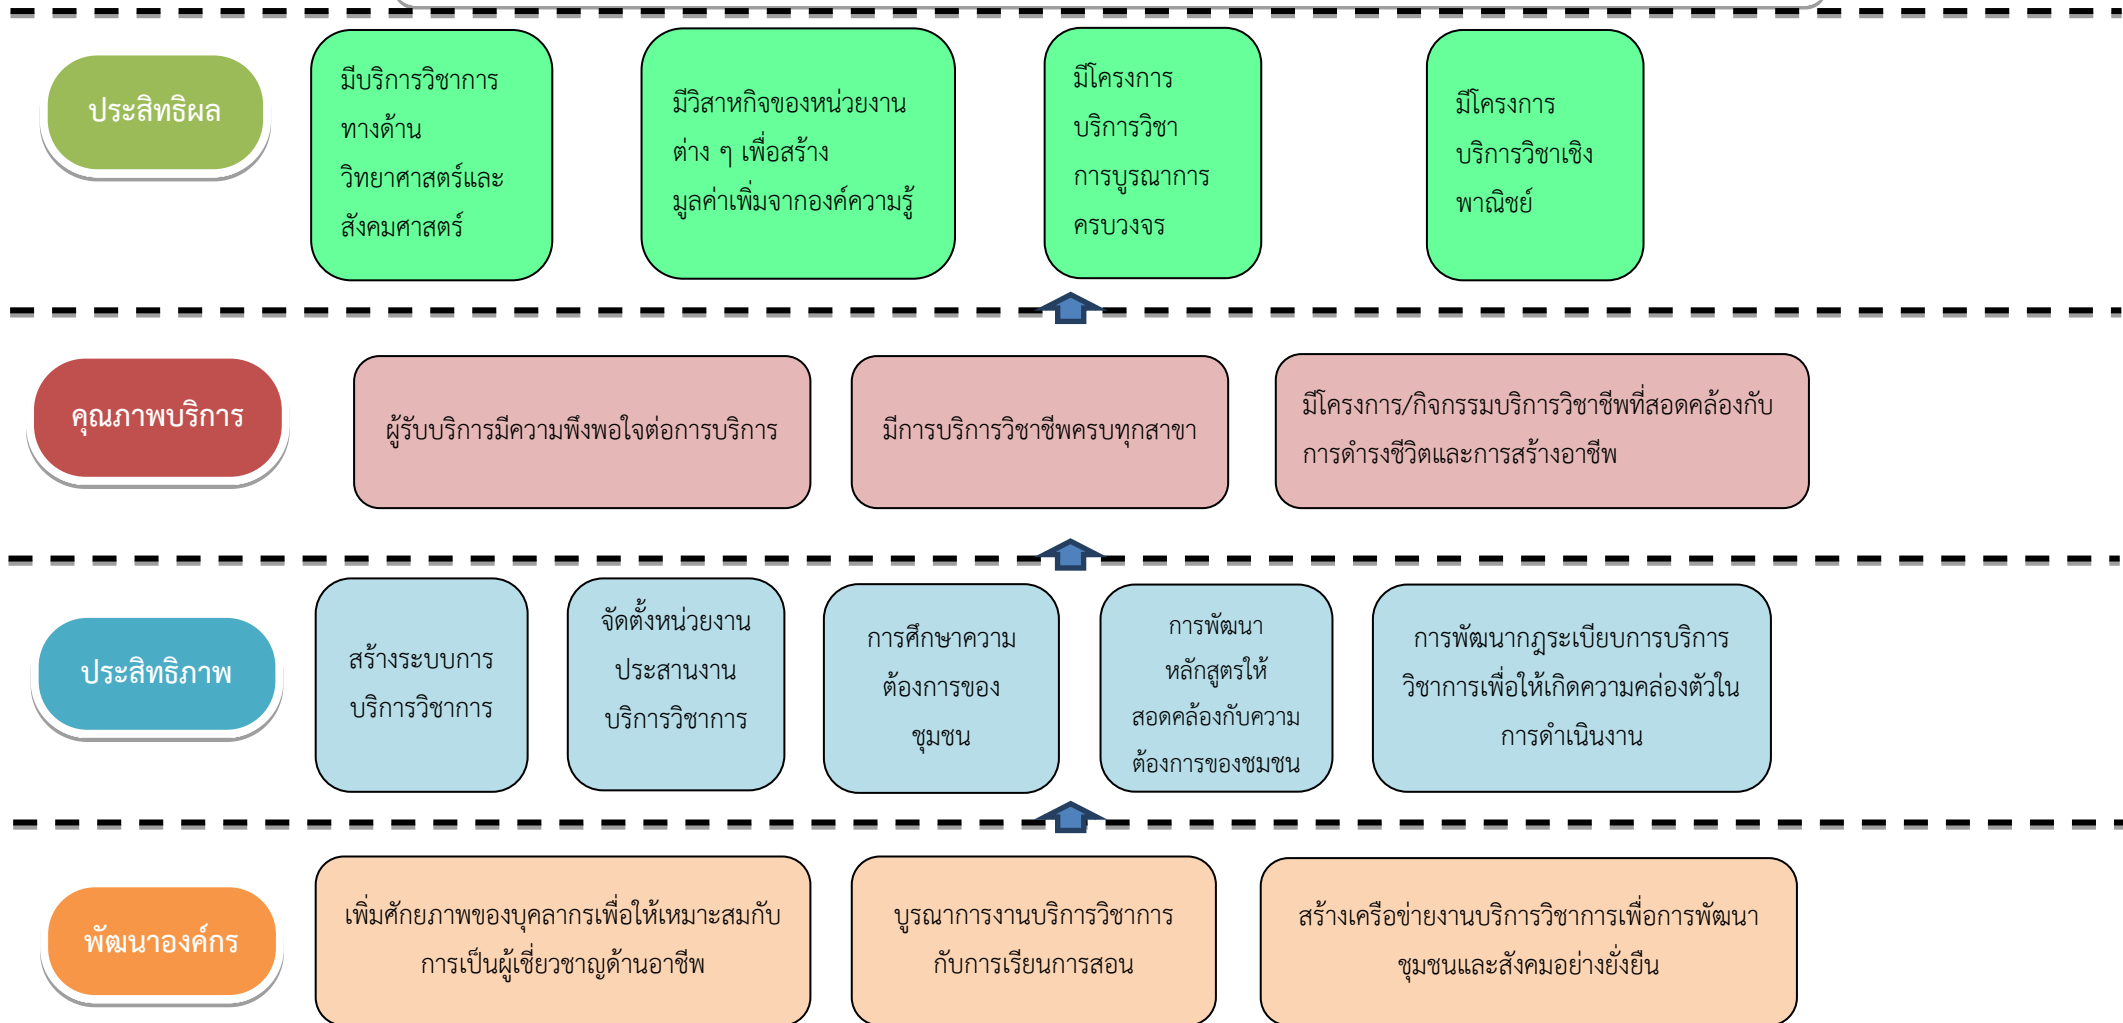 ประสิทธิผล
มีบริการวิชาการ
ทางด้าน
วิทยาศาสตร์และ
สังคมศาสตร์
มีวิสาหกิจของหน่วยงาน
ต่าง ๆ เพื่อสร้าง
มูลค่าเพิ่มจากองค์ความรู้
มีโครงการ
บริการวิชา
การบูรณาการ
ครบวงจร
มีโครงการ
บริการวิชาเชิง
พาณิชย์
คุณภาพบริการ
ผู้รับบริการมีความพึงพอใจต่อการบริการ
มีการบริการวิชาชีพครบทุกสาขา
มีโครงการ/กิจกรรมบริการวิชาชีพที่สอดคล้องกับ
การดำรงชีวิตและการสร้างอาชีพ
ประสิทธิภาพ
สร้างระบบการ
บริการวิชาการ
จัดตั้งหน่วยงาน
ประสานงาน
บริการวิชาการ
การศึกษาความ
ต้องการของ
ชุมชน
การพัฒนา
หลักสูตรให้
สอดคล้องกับความ
ต้องการของชมชน
การพัฒนากฎระเบียบการบริการ
วิชาการเพื่อให้เกิดความคล่องตัวใน
การดำเนินงาน
พัฒนาองค์กร
เพิ่มศักยภาพของบุคลากรเพื่อให้เหมาะสมกับ
การเป็นผู้เชี่ยวชาญด้านอาชีพ
บูรณาการงานบริการวิชาการ
กับการเรียนการสอน
สร้างเครือข่ายงานบริการวิชาการเพื่อการพัฒนา
ชุมชนและสังคมอย่างยั่งยืน